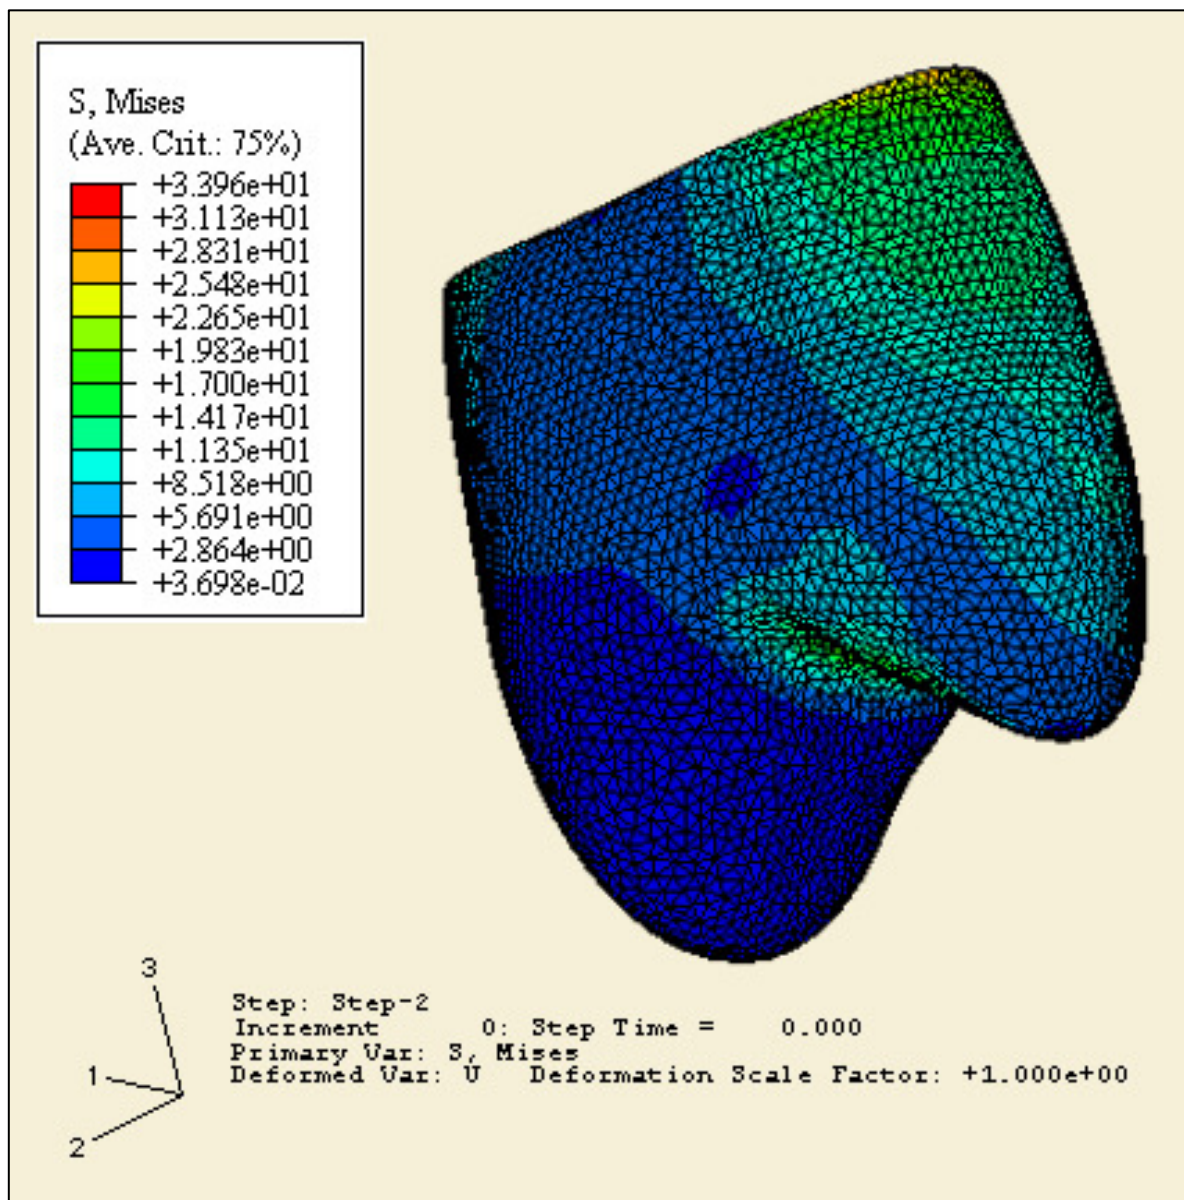 S, Mises
(Ave. Crit.: 75%)
+3.396e+01
+3.113e+01
+2.831e+01
+2.548e+01
+2.265e+01
+1.983e+01
+1.700e+01
+1.417e+01
+1.135e+01
+8.518e+00
+5.691e+00
+2.864e+00
+3.698e-02
3
1
2
Step: Step-2
Increment 0: Step Time = 0.000
Primary Var: S, Mises
Deformed Var: U Deformation Scale Factor: +1.000e+00